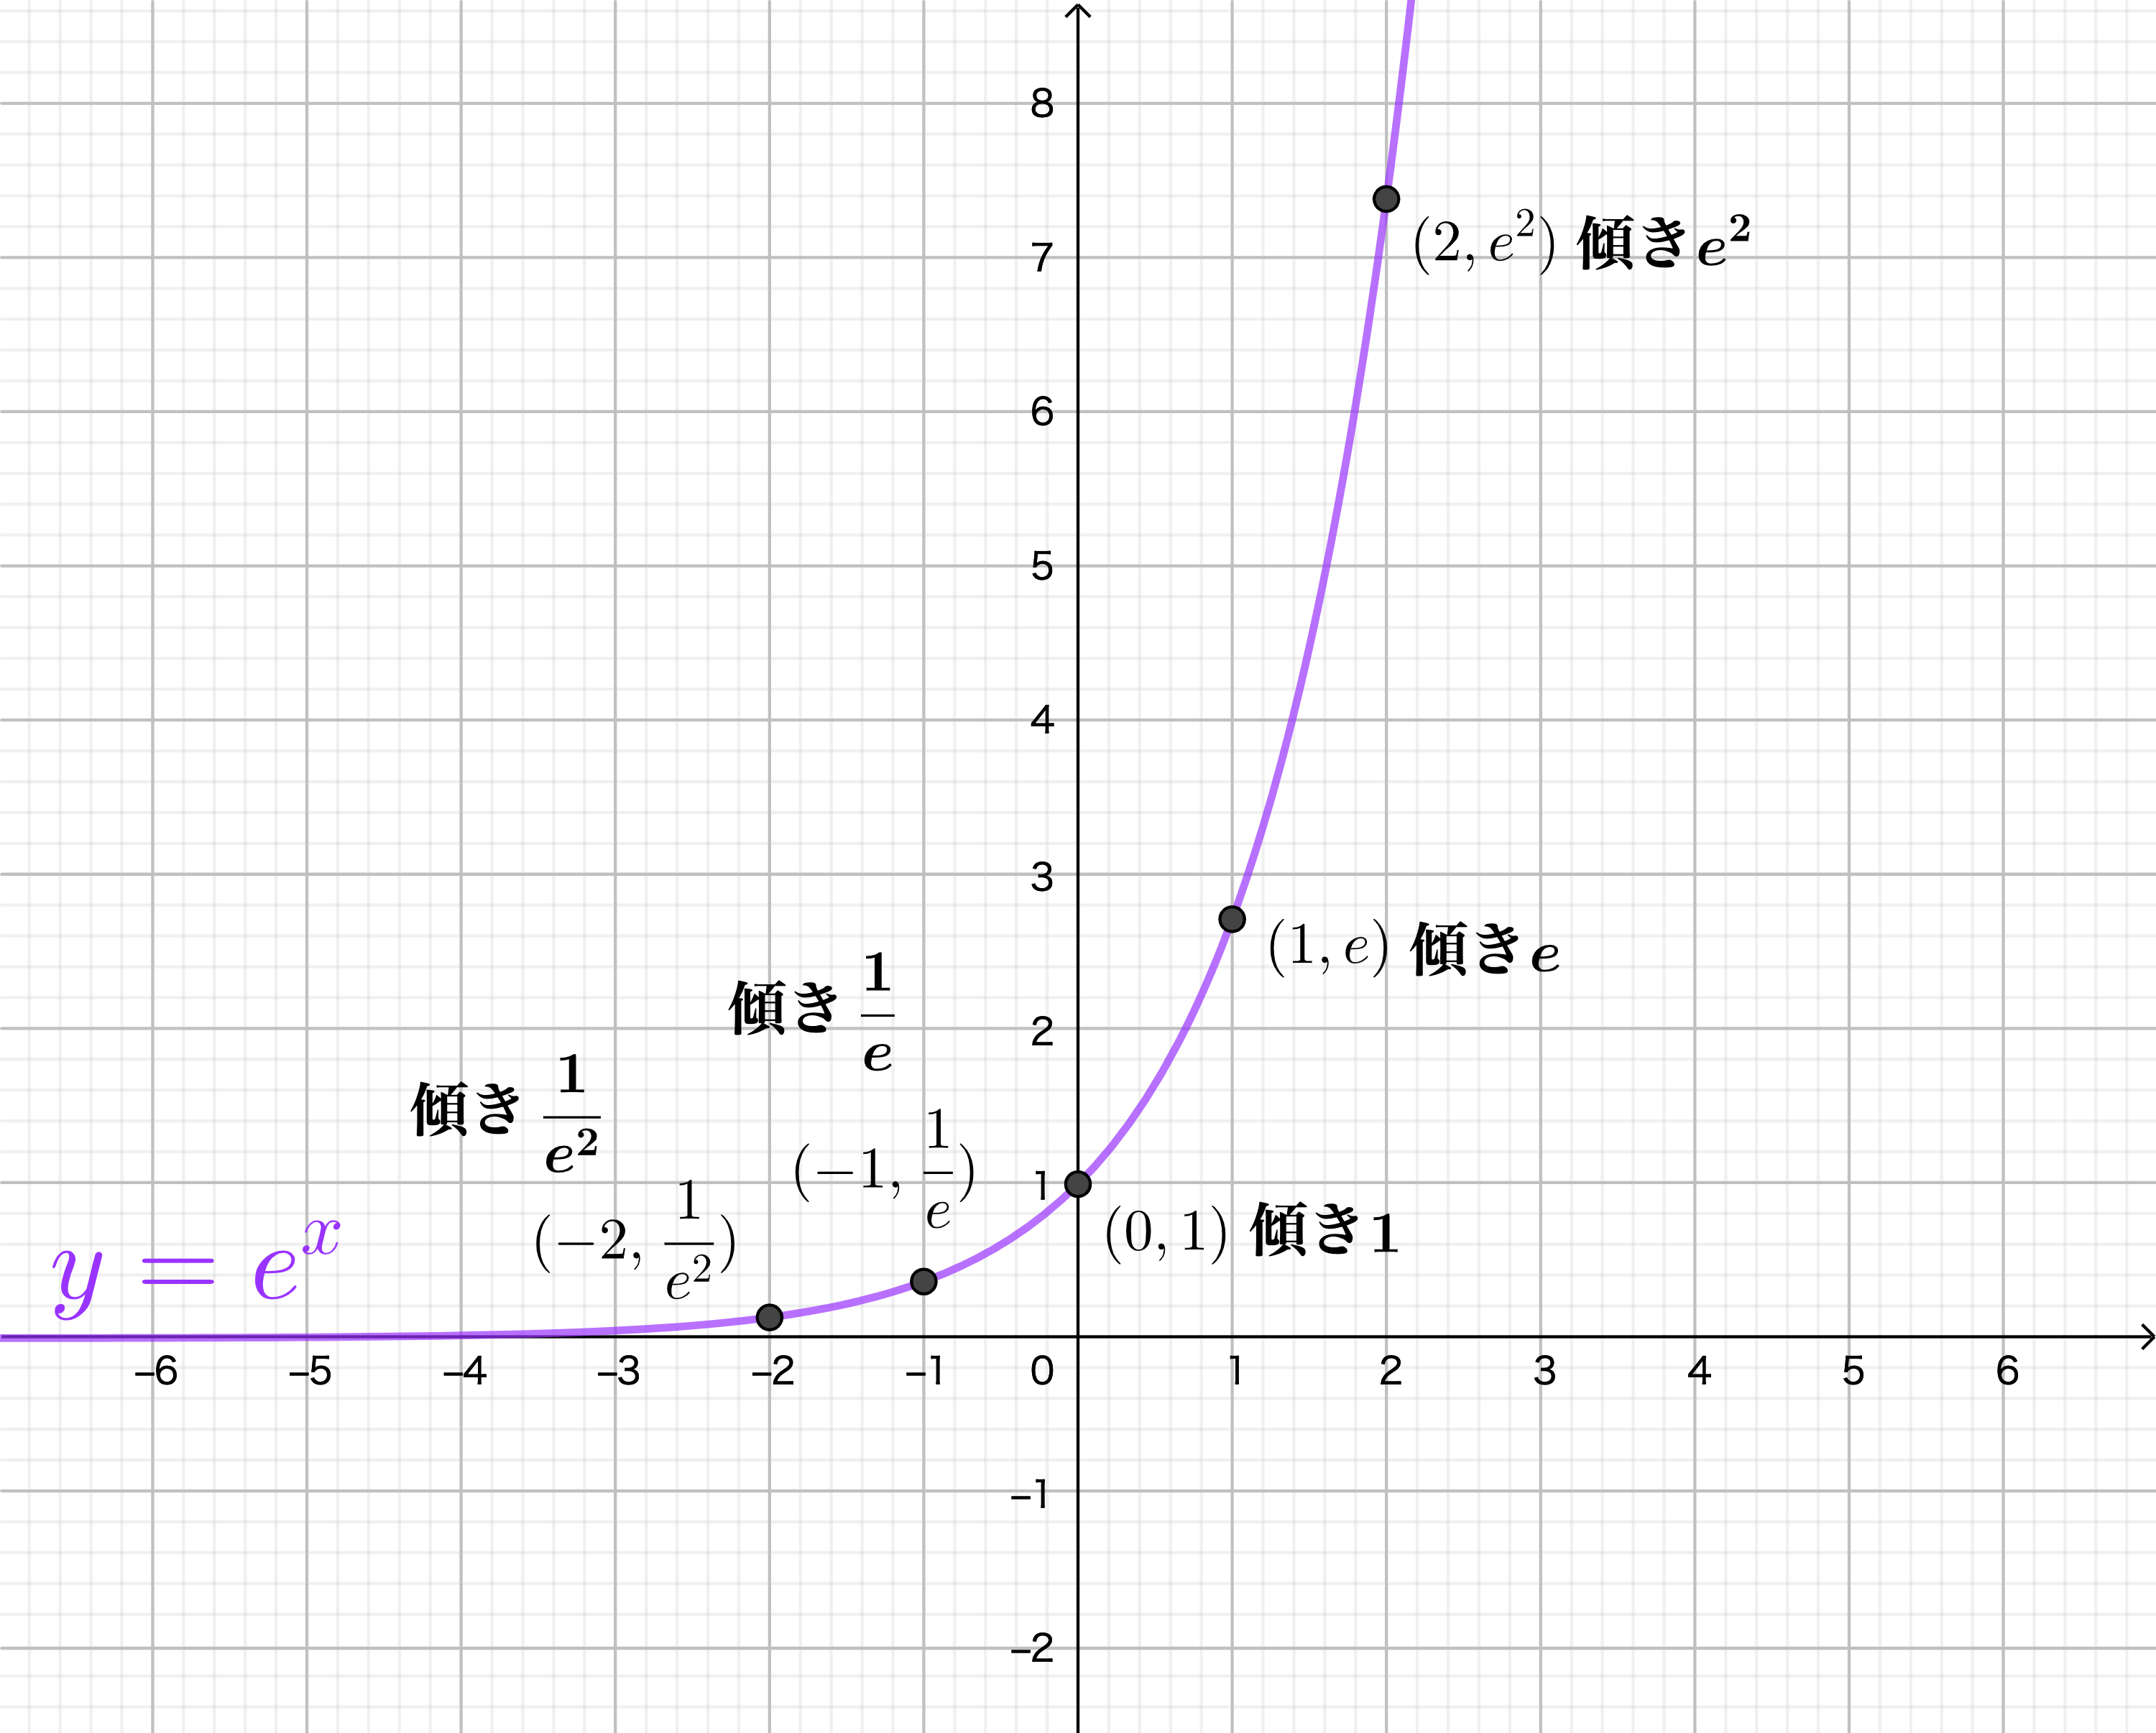 8
(2, e²) 傾き e²
7
6
5
4
3
(1, e) 傾き e
傾き 1/e
2
傾き 1/e²
(−1, 1/e)
1
(−2, 1/e²)
(0, 1) 傾き 1
y = eˣ
−6 −5 −4 −3 −2 −1 0 1 2 3 4 5 6
−1
−2